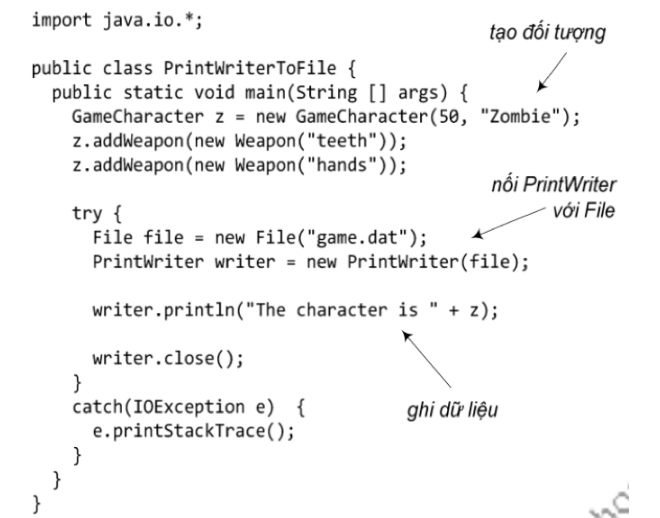 import java.io.*;
tạo đối tượng
public class PrintWriterToFile {
public static void main(String [] args) {
GameCharacter z = new GameCharacter(50, "Zombie");
z.addWeapon(new Weapon("teeth"));
z.addWeapon(new Weapon("hands"));
nối PrintWriter
với File
try {
File file = new File("game.dat");
PrintWriter writer = new PrintWriter(file);
writer.println("The character is " + z);
writer.close();
}
catch(IOException e)  {
ghi dữ liệu
e.printStackTrace();
}
}
}